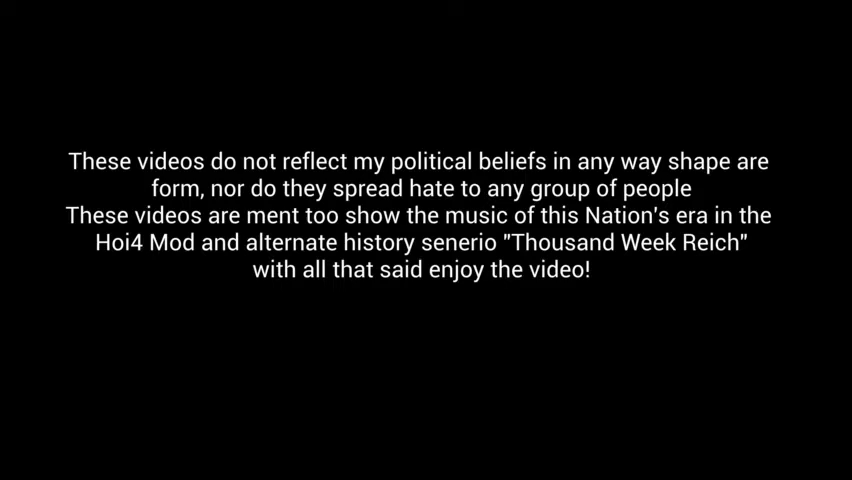 These videos do not reflect my political beliefs in any way shape are
form, nor do they spread hate to any group of people
These videos are ment too show the music of this Nation's era in the
Hoi4 Mod and alternate history senerio "Thousand Week Reich"
with all that said enjoy the video!